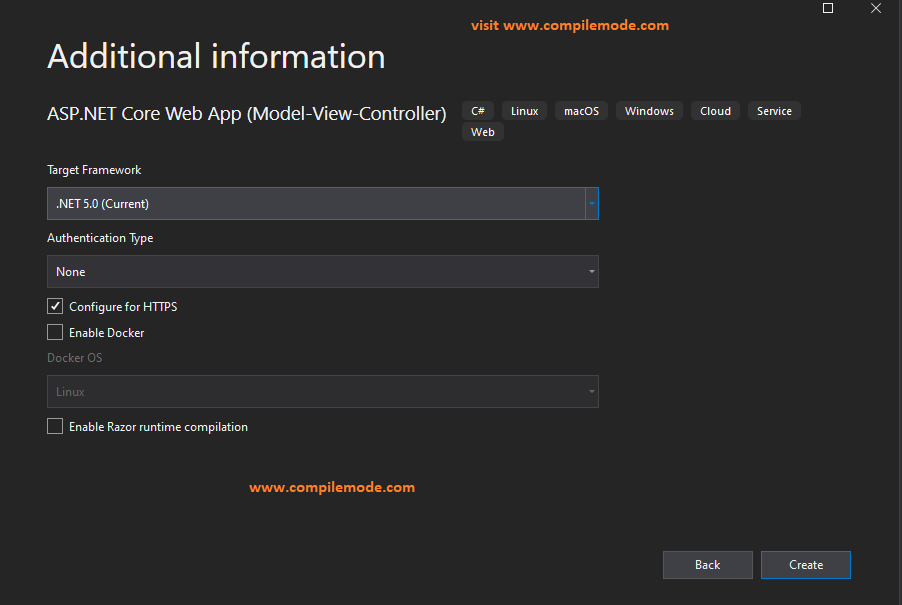 visit www.compilemode.com
Additional information
ASP.NET Core Web App (Model-View-Controller) C# Linux macOS Windows Cloud Service
Web
Target Framework
.NET 5.0 (Current)
Authentication Type
None
Configure for HTTPS
Enable Docker
Docker OS
Linux
Enable Razor runtime compilation
www.compilemode.com
Back Create